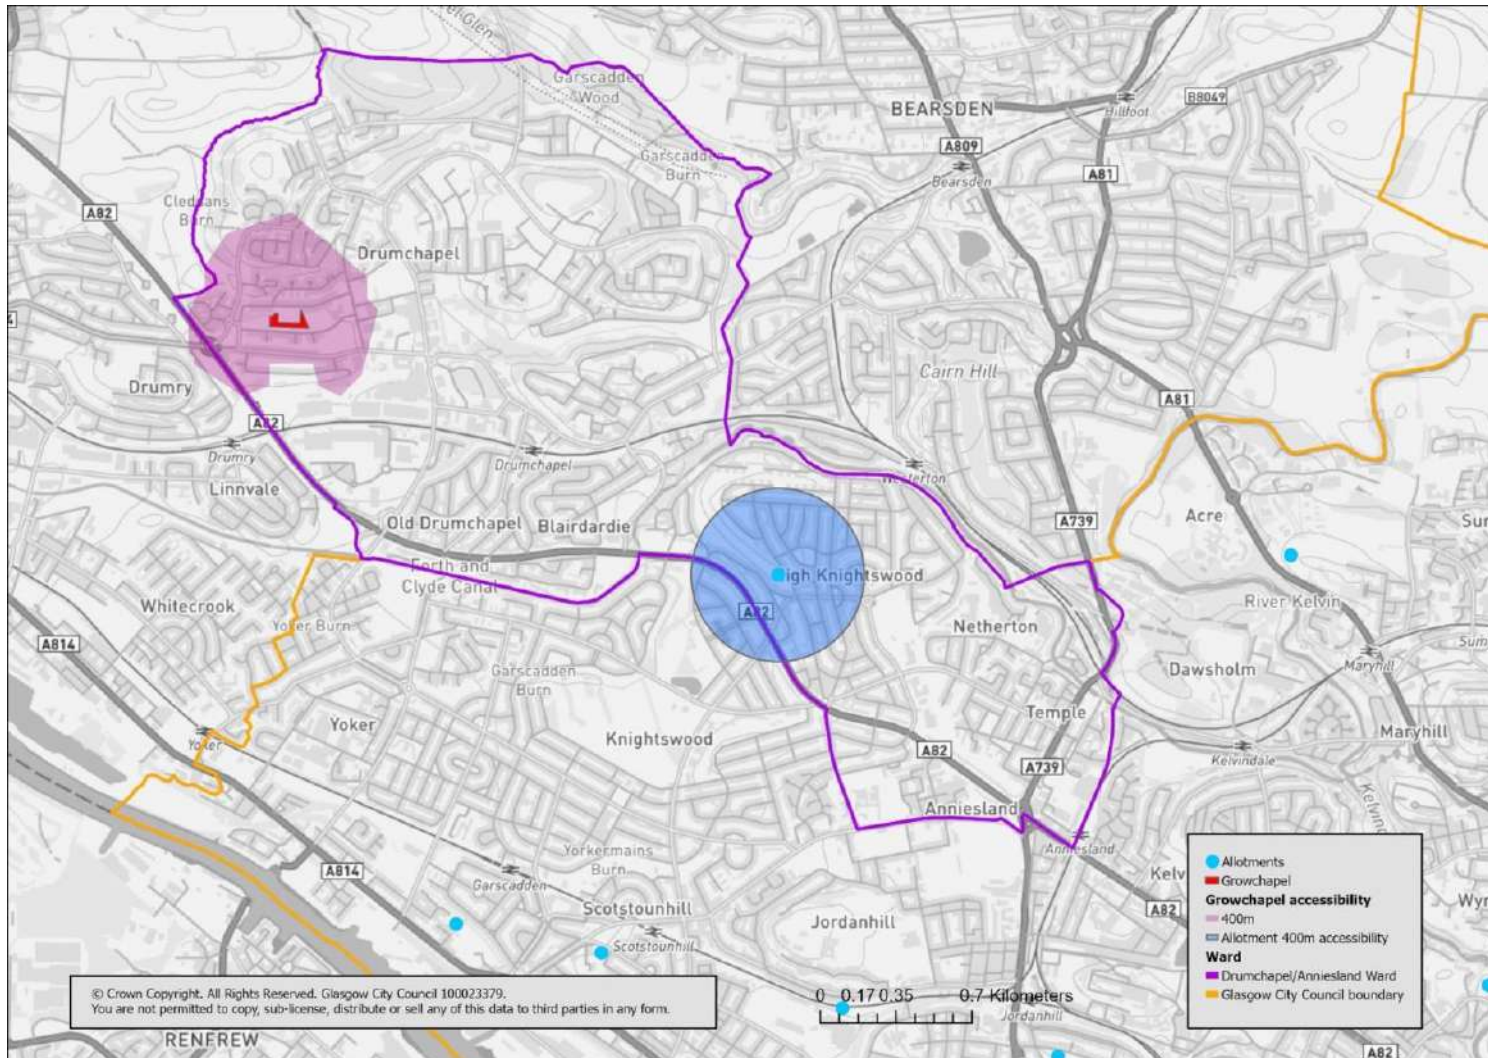 Garscadden
Wood
BEARSDEN
B8049
Hillfoot
A809
Garscadden
Burn
Bearsden
A81
Cleddans
Burn
A82
Drumchapel
Drumry
Cairn Hill
A81
A82
Drumry
Drumchapel
Westerton
Linnvale
Old Drumchapel
Blairdardie
A739
Acre
Forth and
Clyde Canal
High Knightswood
Whitecrook
Yoker Burn
A82
River Kelvin
Netherton
A814
Maryhill
Garscadden
Burn
Dawsholm
Yoker
Temple
Yoker
Knightswood
A82
Maryhill
Kelvindale
A739
Anniesland
Anniesland
Yorkermains
Burn
A814
Garscadden
Scotstounhill
Jordanhill
A82
Scotstounhill
Jordanhill
RENFREW
A82
Allotments
Growchapel
Growchapel accessibility
400m
Allotment 400m accessibility
Ward
Drumchapel/Anniesland Ward
Glasgow City Council boundary
© Crown Copyright. All Rights Reserved. Glasgow City Council 100023379.
You are not permitted to copy, sub-license, distribute or sell any of this data to third parties in any form.
0 0.17 0.35 0.7 Kilometers